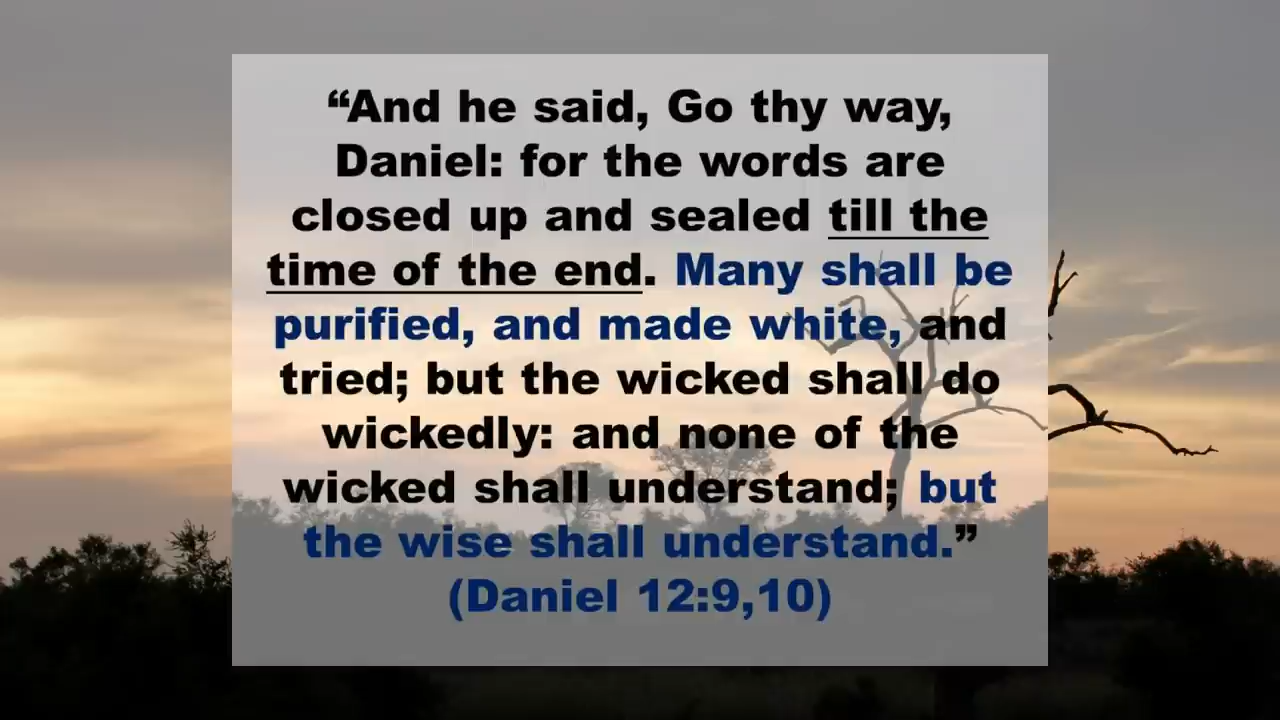 “And he said, Go thy way,
Daniel: for the words are
closed up and sealed till the
time of the end. Many shall be
purified, and made white, and
tried; but the wicked shall do
wickedly: and none of the
wicked shall understand; but
the wise shall understand.”
(Daniel 12:9,10)